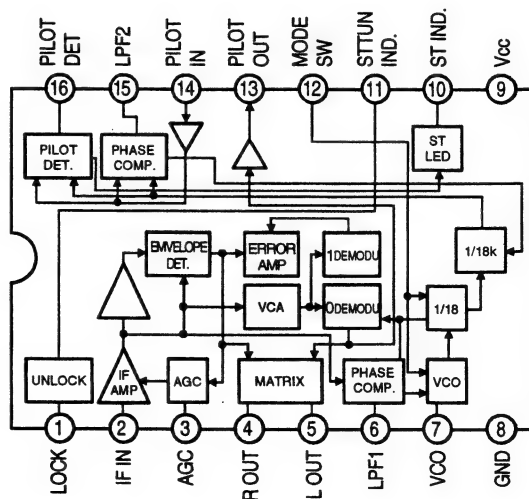 PILOT DET
LPF2
PILOT IN
PILOT OUT
MODE SW
STTUN IND.
ST IND.
Vcc
16
15
14
13
12
11
10
9
PILOT DET.
PHASE COMP.
ST LED
EMVELOPE DET.
ERROR AMP
1DEMODU
1/18k
VCA
0DEMODU
1/18
UNLOCK
IF AMP
AGC
MATRIX
PHASE COMP.
VCO
1
2
3
4
5
6
7
8
LOCK
IF IN
AGC
R OUT
L OUT
LPF1
VCO
GND